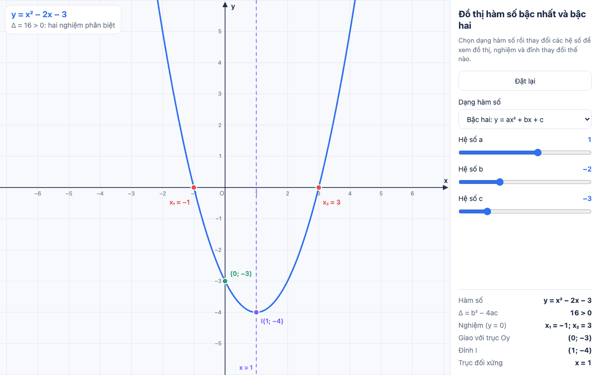 y = x² − 2x − 3
Δ = 16 > 0: hai nghiệm phân biệt
y
5
4
3
2
1
−6
−5
−4
−3
−2
O
2
4
5
6
x
x₁ = −1
x₂ = 3
−1
−2
−3
−4
−5
(0; −3)
I(1; −4)
x = 1
Đồ thị hàm số bậc nhất và bậc
hai
Chọn dạng hàm số rồi thay đổi các hệ số để
xem đồ thị, nghiệm và đỉnh thay đổi thế
nào.
Đặt lại
Dạng hàm số
Bậc hai: y = ax² + bx + c
Hệ số a 1
Hệ số b −2
Hệ số c −3
Hàm số y = x² − 2x − 3
Δ = b² − 4ac 16 > 0
Nghiệm (y = 0) x₁ = −1; x₂ = 3
Giao với trục Oy (0; −3)
Đỉnh I (1; −4)
Trục đối xứng x = 1